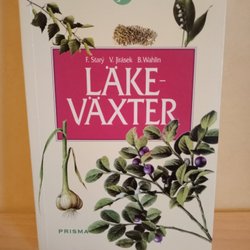 F. Starý V. Jirásek B. Wahlin
LÄKE-
VÄXTER
PRISMA